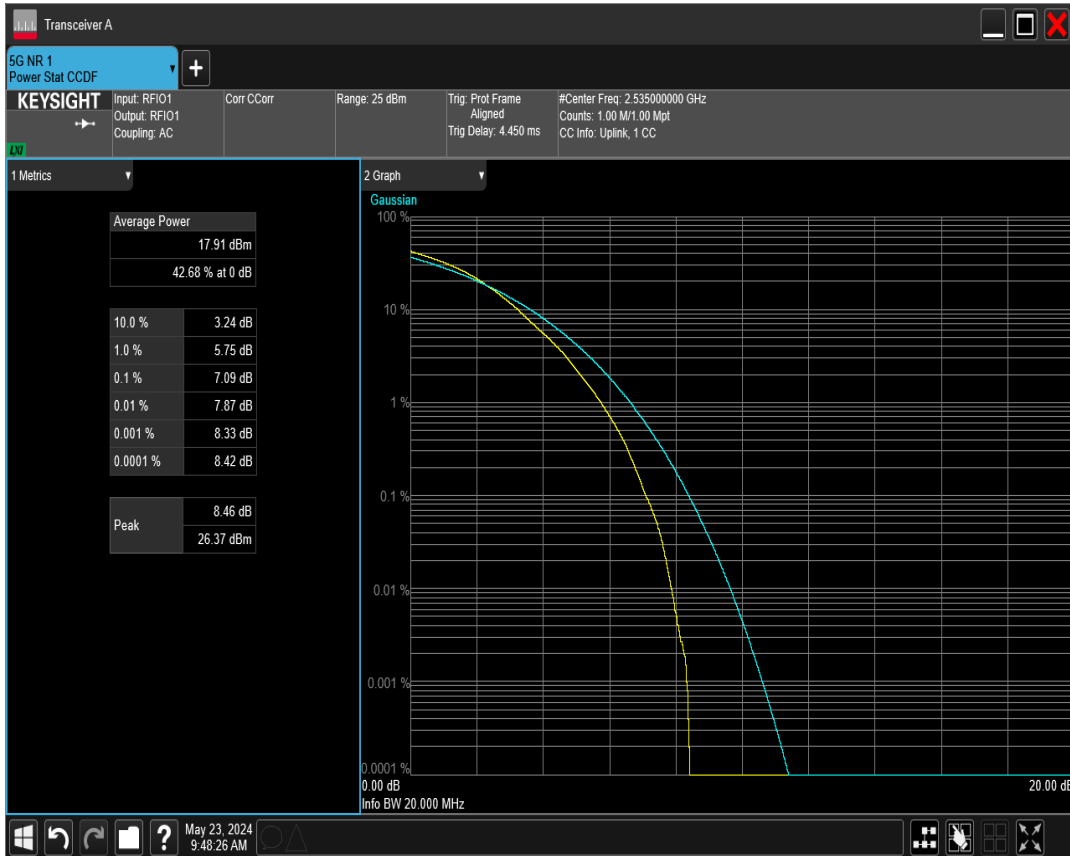 Transceiver A
5G NR 1
Power Stat CCDF
KEYSIGHT
LXI
Input: RFIO1
Output: RFIO1
Coupling: AC
Corr CCorr
Range: 25 dBm
Trig: Prot Frame
Aligned
Trig Delay: 4.450 ms
#Center Freq: 2.535000000 GHz
Counts: 1.00 M/1.00 Mpt
CC Info: Uplink, 1 CC
1 Metrics
Average Power
17.91 dBm
42.68 % at 0 dB
10.0 % 3.24 dB
1.0 % 5.75 dB
0.1 % 7.09 dB
0.01 % 7.87 dB
0.001 % 8.33 dB
0.0001 % 8.42 dB
Peak
8.46 dB
26.37 dBm
2 Graph
Gaussian
100 %
10 %
1 %
0.1 %
0.01 %
0.001 %
0.0001 %
0.00 dB 20.00 dB
Info BW 20.000 MHz
?
May 23, 2024
9:48:26 AM